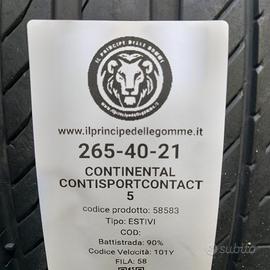 IL PRINCIPE DELLE GOMME
www.ilprincipedellegomme.it
265-40-21
CONTINENTAL
CONTISPORTCONTACT
5
codice prodotto: 58583
Tipo: ESTIVI
COD:
Battistrada: 90%
Codice Velocità: 101Y
FILA: 58
subito